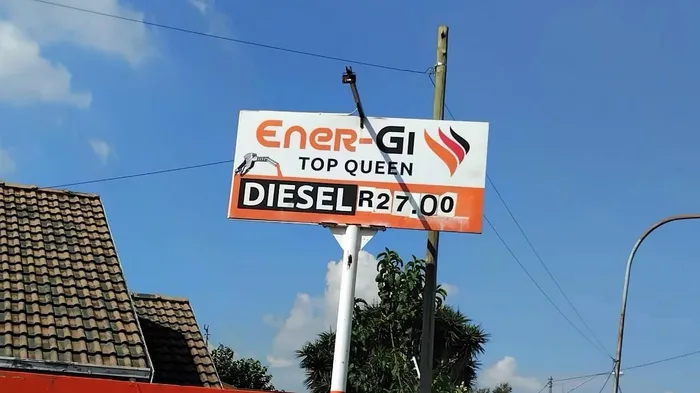 Ener-Gi
TOP QUEEN
DIESEL R27.00